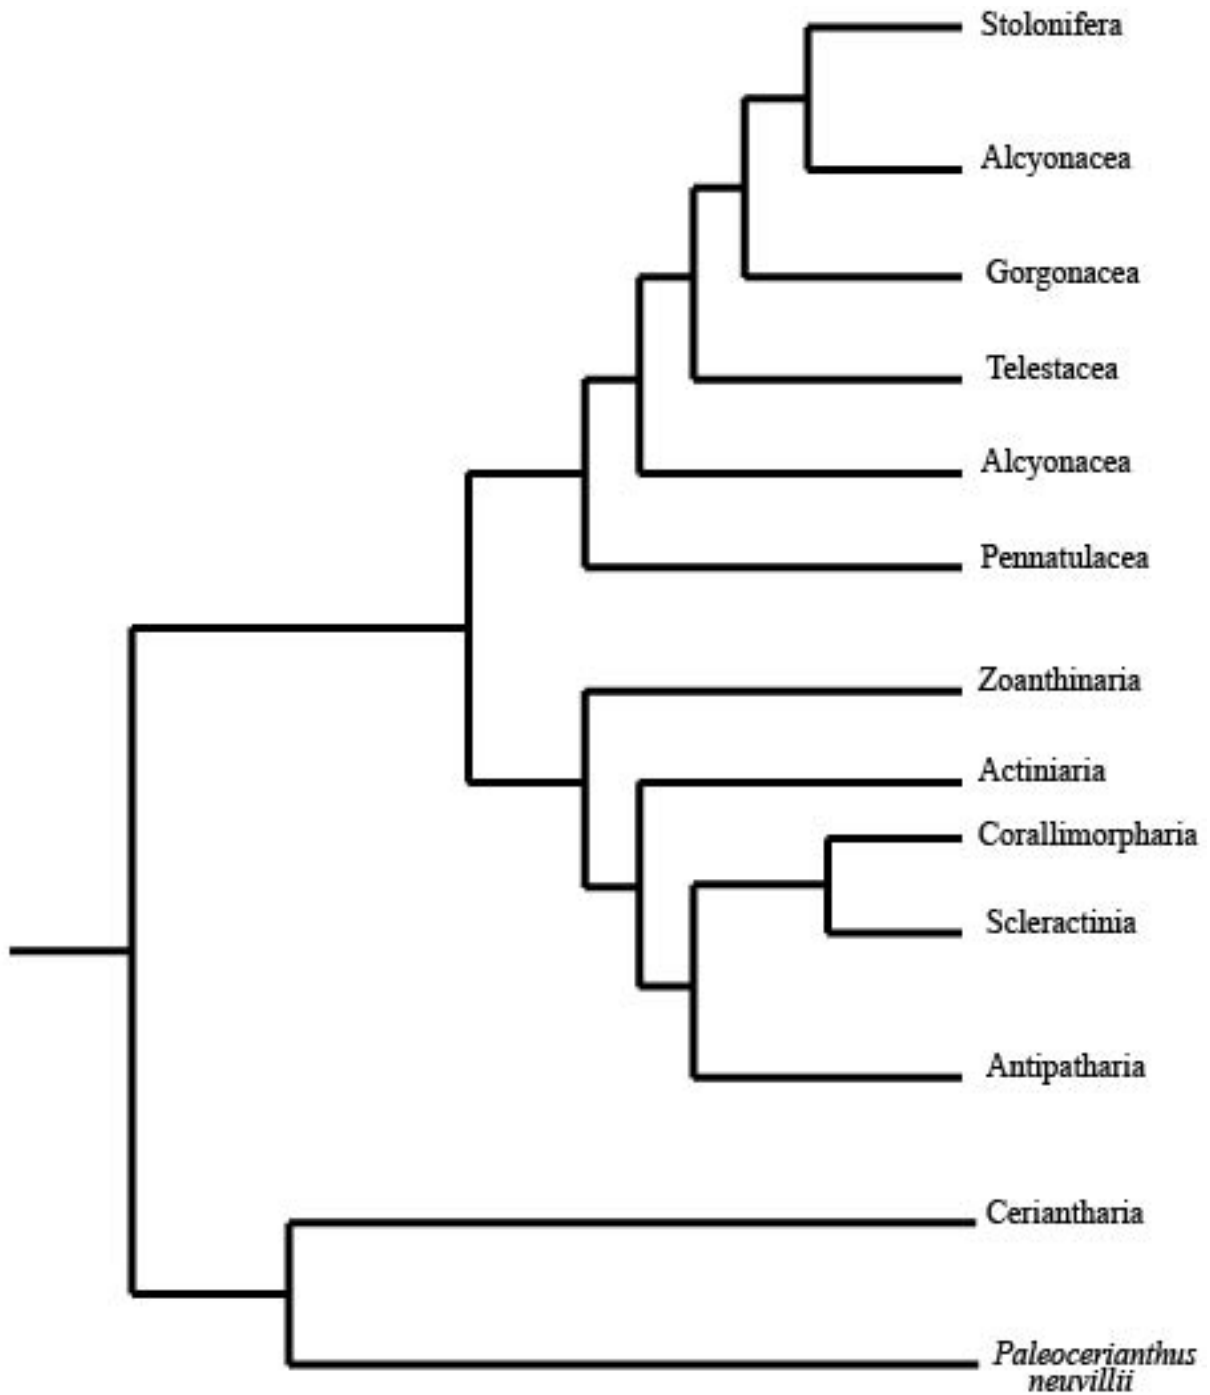 Stolonifera
Alcyonacea
Gorgonacea
Telestacea
Alcyonacea
Pennatulacea
Zoanthinaria
Actiniaria
Corallimorpharia
Scleractinia
Antipatharia
Ceriantharia
Paleocerianthus
neuvillii